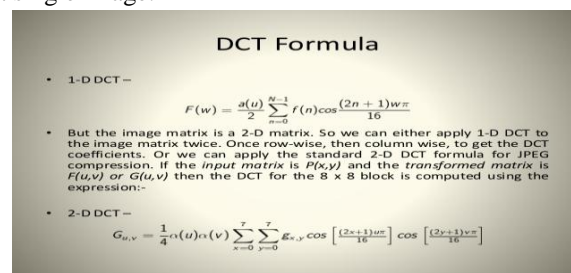 DCT Formula
• 1-D DCT –
F(w) = a(u)/2 Σ_{n=0}^{N-1} f(n)cos (2n + 1)wπ/16
• But the image matrix is a 2-D matrix. So we can either apply 1-D DCT to
the image matrix twice. Once row-wise, then column wise, to get the DCT
coefficients. Or we can apply the standard 2-D DCT formula for JPEG
compression. If the input matrix is P(x,y) and the transformed matrix is
F(u,v) or G(u,v) then the DCT for the 8 x 8 block is computed using the
expression:-
• 2-D DCT –
G_{u,v} = 1/4 α(u)α(v) Σ_{x=0}^{7} Σ_{y=0}^{7} g_{x,y} cos [(2x+1)uπ/16] cos [(2y+1)vπ/16]